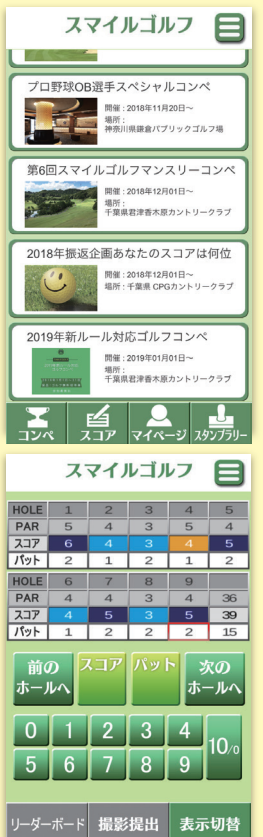 スマイルゴルフ
プロ野球OB選手スペシャルコンペ
開催 : 2018年11月20日〜
場所 :
神奈川県鎌倉パブリックゴルフ場
第6回スマイルゴルフマンスリーコンペ
開催 : 2018年12月01日〜
場所 :
千葉県君津香木原カントリークラブ
2018年振返企画あなたのスコアは何位
開催 : 2018年12月01日〜
場所 : 千葉県 CPGカントリークラブ
2019年新ルール対応ゴルフコンペ
開催 : 2019年01月01日〜
場所 :
千葉県君津香木原カントリークラブ
コンペ スコア マイページ スタンプラリー
スマイルゴルフ
HOLE 1 2 3 4 5
PAR 5 4 3 5 4
スコア 6 4 3 4 5
パット 2 1 2 1 2
HOLE 6 7 8 9
PAR 4 4 3 4 36
スコア 4 5 3 5 39
パット 1 2 2 2 15
前の スコア パット 次の
ホールへ ホールへ
0 1 2 3 4 10/0
5 6 7 8 9
リーダーボード 撮影提出 表示切替